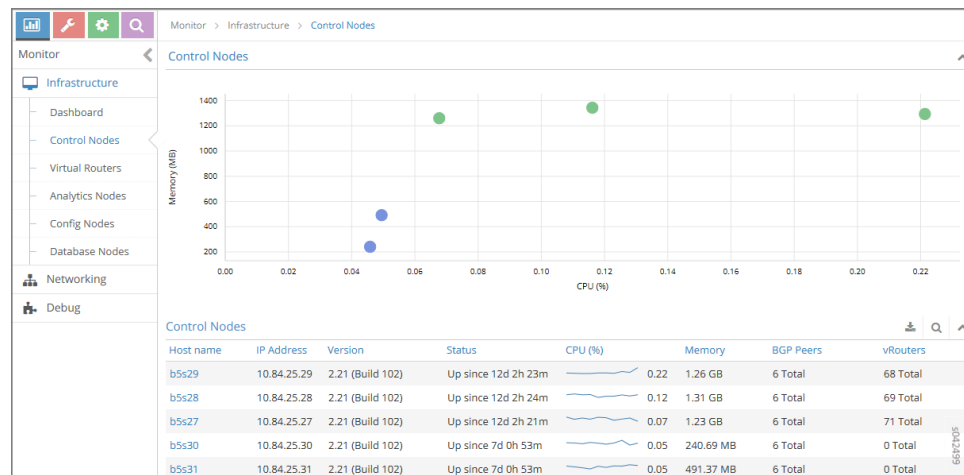 Monitor > Infrastructure > Control Nodes
Monitor
Control Nodes
Infrastructure
Dashboard
Control Nodes
Virtual Routers
Analytics Nodes
Config Nodes
Database Nodes
Networking
Debug
Memory (MB)
1400
1200
1000
800
600
400
200
0.00 0.02 0.04 0.06 0.08 0.10 0.12 0.14 0.16 0.18 0.20 0.22
CPU (%)
Control Nodes
Host name IP Address Version Status CPU (%) Memory BGP Peers vRouters
b5s29 10.84.25.29 2.21 (Build 102) Up since 12d 2h 23m 0.22 1.26 GB 6 Total 68 Total
b5s28 10.84.25.28 2.21 (Build 102) Up since 12d 2h 24m 0.12 1.31 GB 6 Total 69 Total
b5s27 10.84.25.27 2.21 (Build 102) Up since 12d 2h 21m 0.07 1.23 GB 6 Total 71 Total
b5s30 10.84.25.30 2.21 (Build 102) Up since 7d 0h 53m 0.05 240.69 MB 6 Total 0 Total
b5s31 10.84.25.31 2.21 (Build 102) Up since 7d 0h 53m 0.05 491.37 MB 6 Total 0 Total
s042499